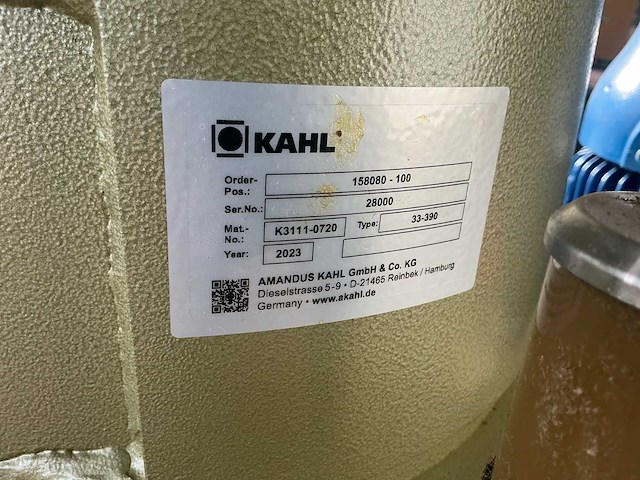 KAHL
Order-Pos.: 158080 - 100
Ser.No.: 28000
Mat.-No.: K3111-0720 Type: 33-390
Year: 2023
AMANDUS KAHL GmbH & Co. KG
Dieselstrasse 5-9 • D-21465 Reinbek / Hamburg
Germany • www.akahl.de